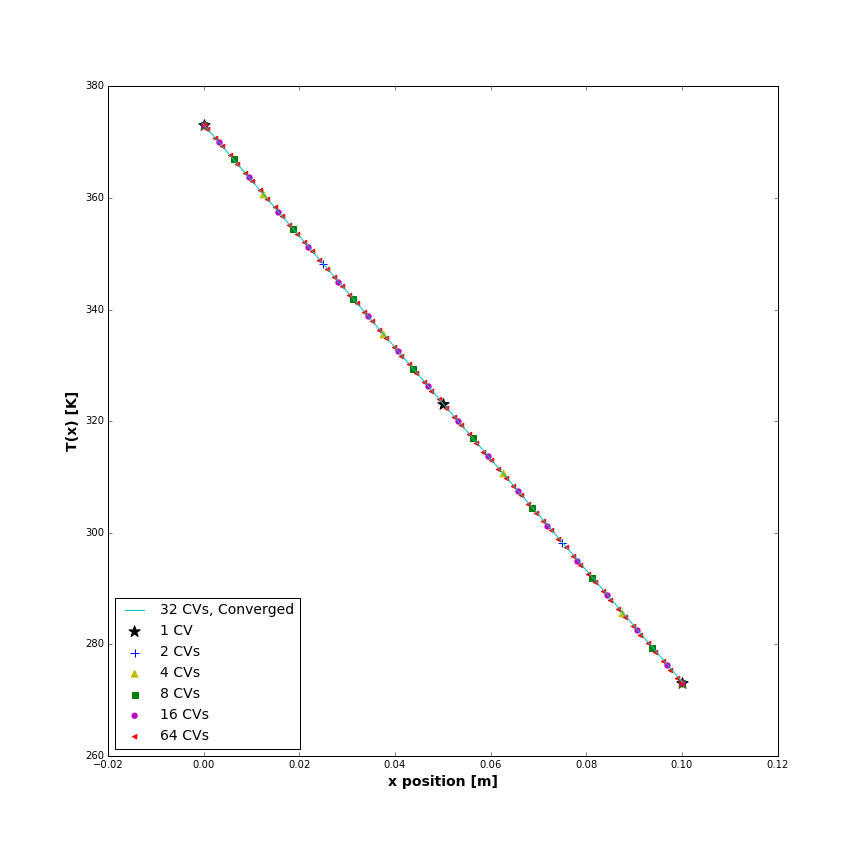 380
360
340
320
300
280
260
T(x) [K]
32 CVs, Converged
1 CV
2 CVs
4 CVs
8 CVs
16 CVs
64 CVs
−0.02
0.00
0.02
0.04
0.06
0.08
0.10
0.12
x position [m]